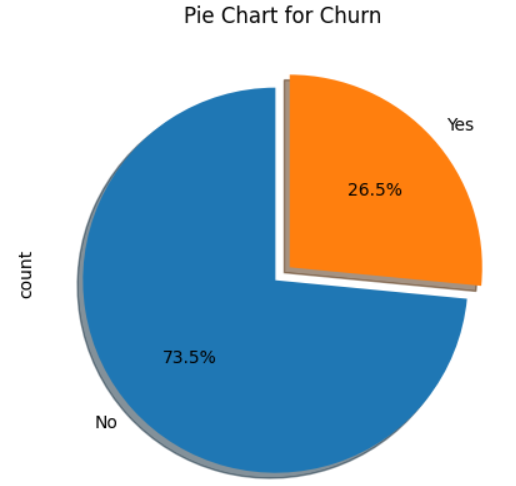 Pie Chart for Churn
Yes
26.5%
count
73.5%
No